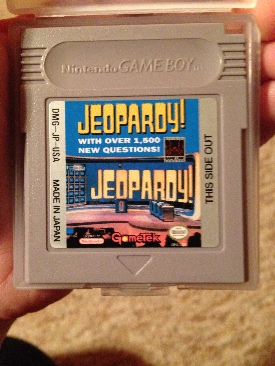 Nintendo GAME BOY
JEOPARDY!
WITH OVER 1,500
NEW QUESTIONS!
JEOPARDY!
DMG-JP-USA MADE IN JAPAN
THIS SIDE OUT
Nintendo
GameTek